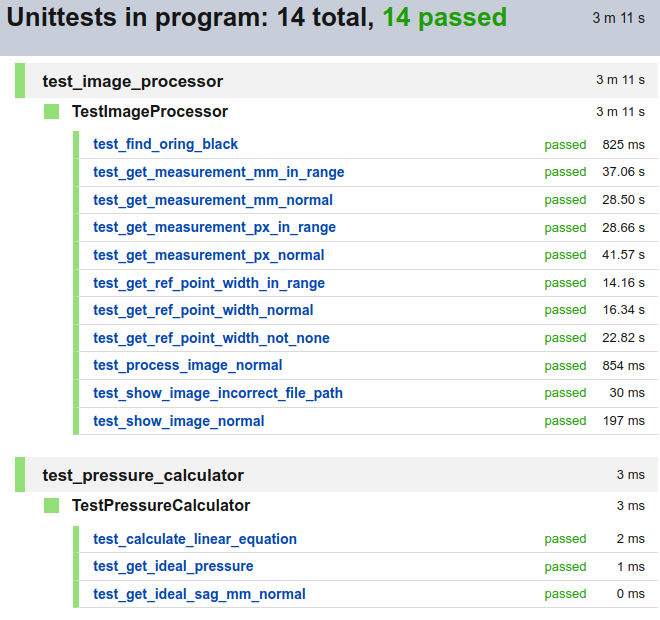 Unittests in program: 14 total, 14 passed 3 m 11 s
test_image_processor 3 m 11 s
TestImageProcessor 3 m 11 s
test_find_oring_black passed 825 ms
test_get_measurement_mm_in_range passed 37.06 s
test_get_measurement_mm_normal passed 28.50 s
test_get_measurement_px_in_range passed 28.66 s
test_get_measurement_px_normal passed 41.57 s
test_get_ref_point_width_in_range passed 14.16 s
test_get_ref_point_width_normal passed 16.34 s
test_get_ref_point_width_not_none passed 22.82 s
test_process_image_normal passed 854 ms
test_show_image_incorrect_file_path passed 30 ms
test_show_image_normal passed 197 ms
test_pressure_calculator 3 ms
TestPressureCalculator 3 ms
test_calculate_linear_equation passed 2 ms
test_get_ideal_pressure passed 1 ms
test_get_ideal_sag_mm_normal passed 0 ms